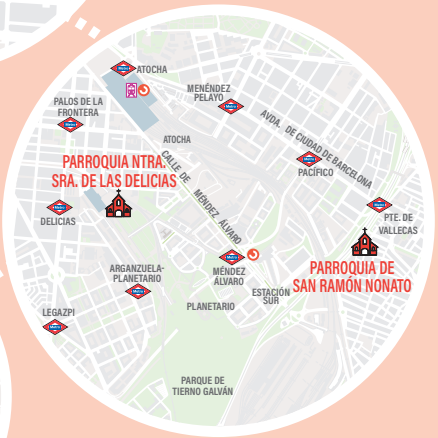 ATOCHA
PALOS DE LA
FRONTERA
MENÉNDEZ
PELAYO
AVDA. DE CIUDAD DE BARCELONA
ATOCHA
PACÍFICO
PARROQUIA NTRA.
SRA. DE LAS DELICIAS
CALLE DE MÉNDEZ ÁLVARO
DELICIAS
PTE. DE
VALLECAS
ARGANZUELA-
PLANETARIO
MÉNDEZ
ÁLVARO
PARROQUIA DE
SAN RAMÓN NONATO
ESTACIÓN
SUR
PLANETARIO
LEGAZPI
PARQUE DE
TIERNO GALVÁN